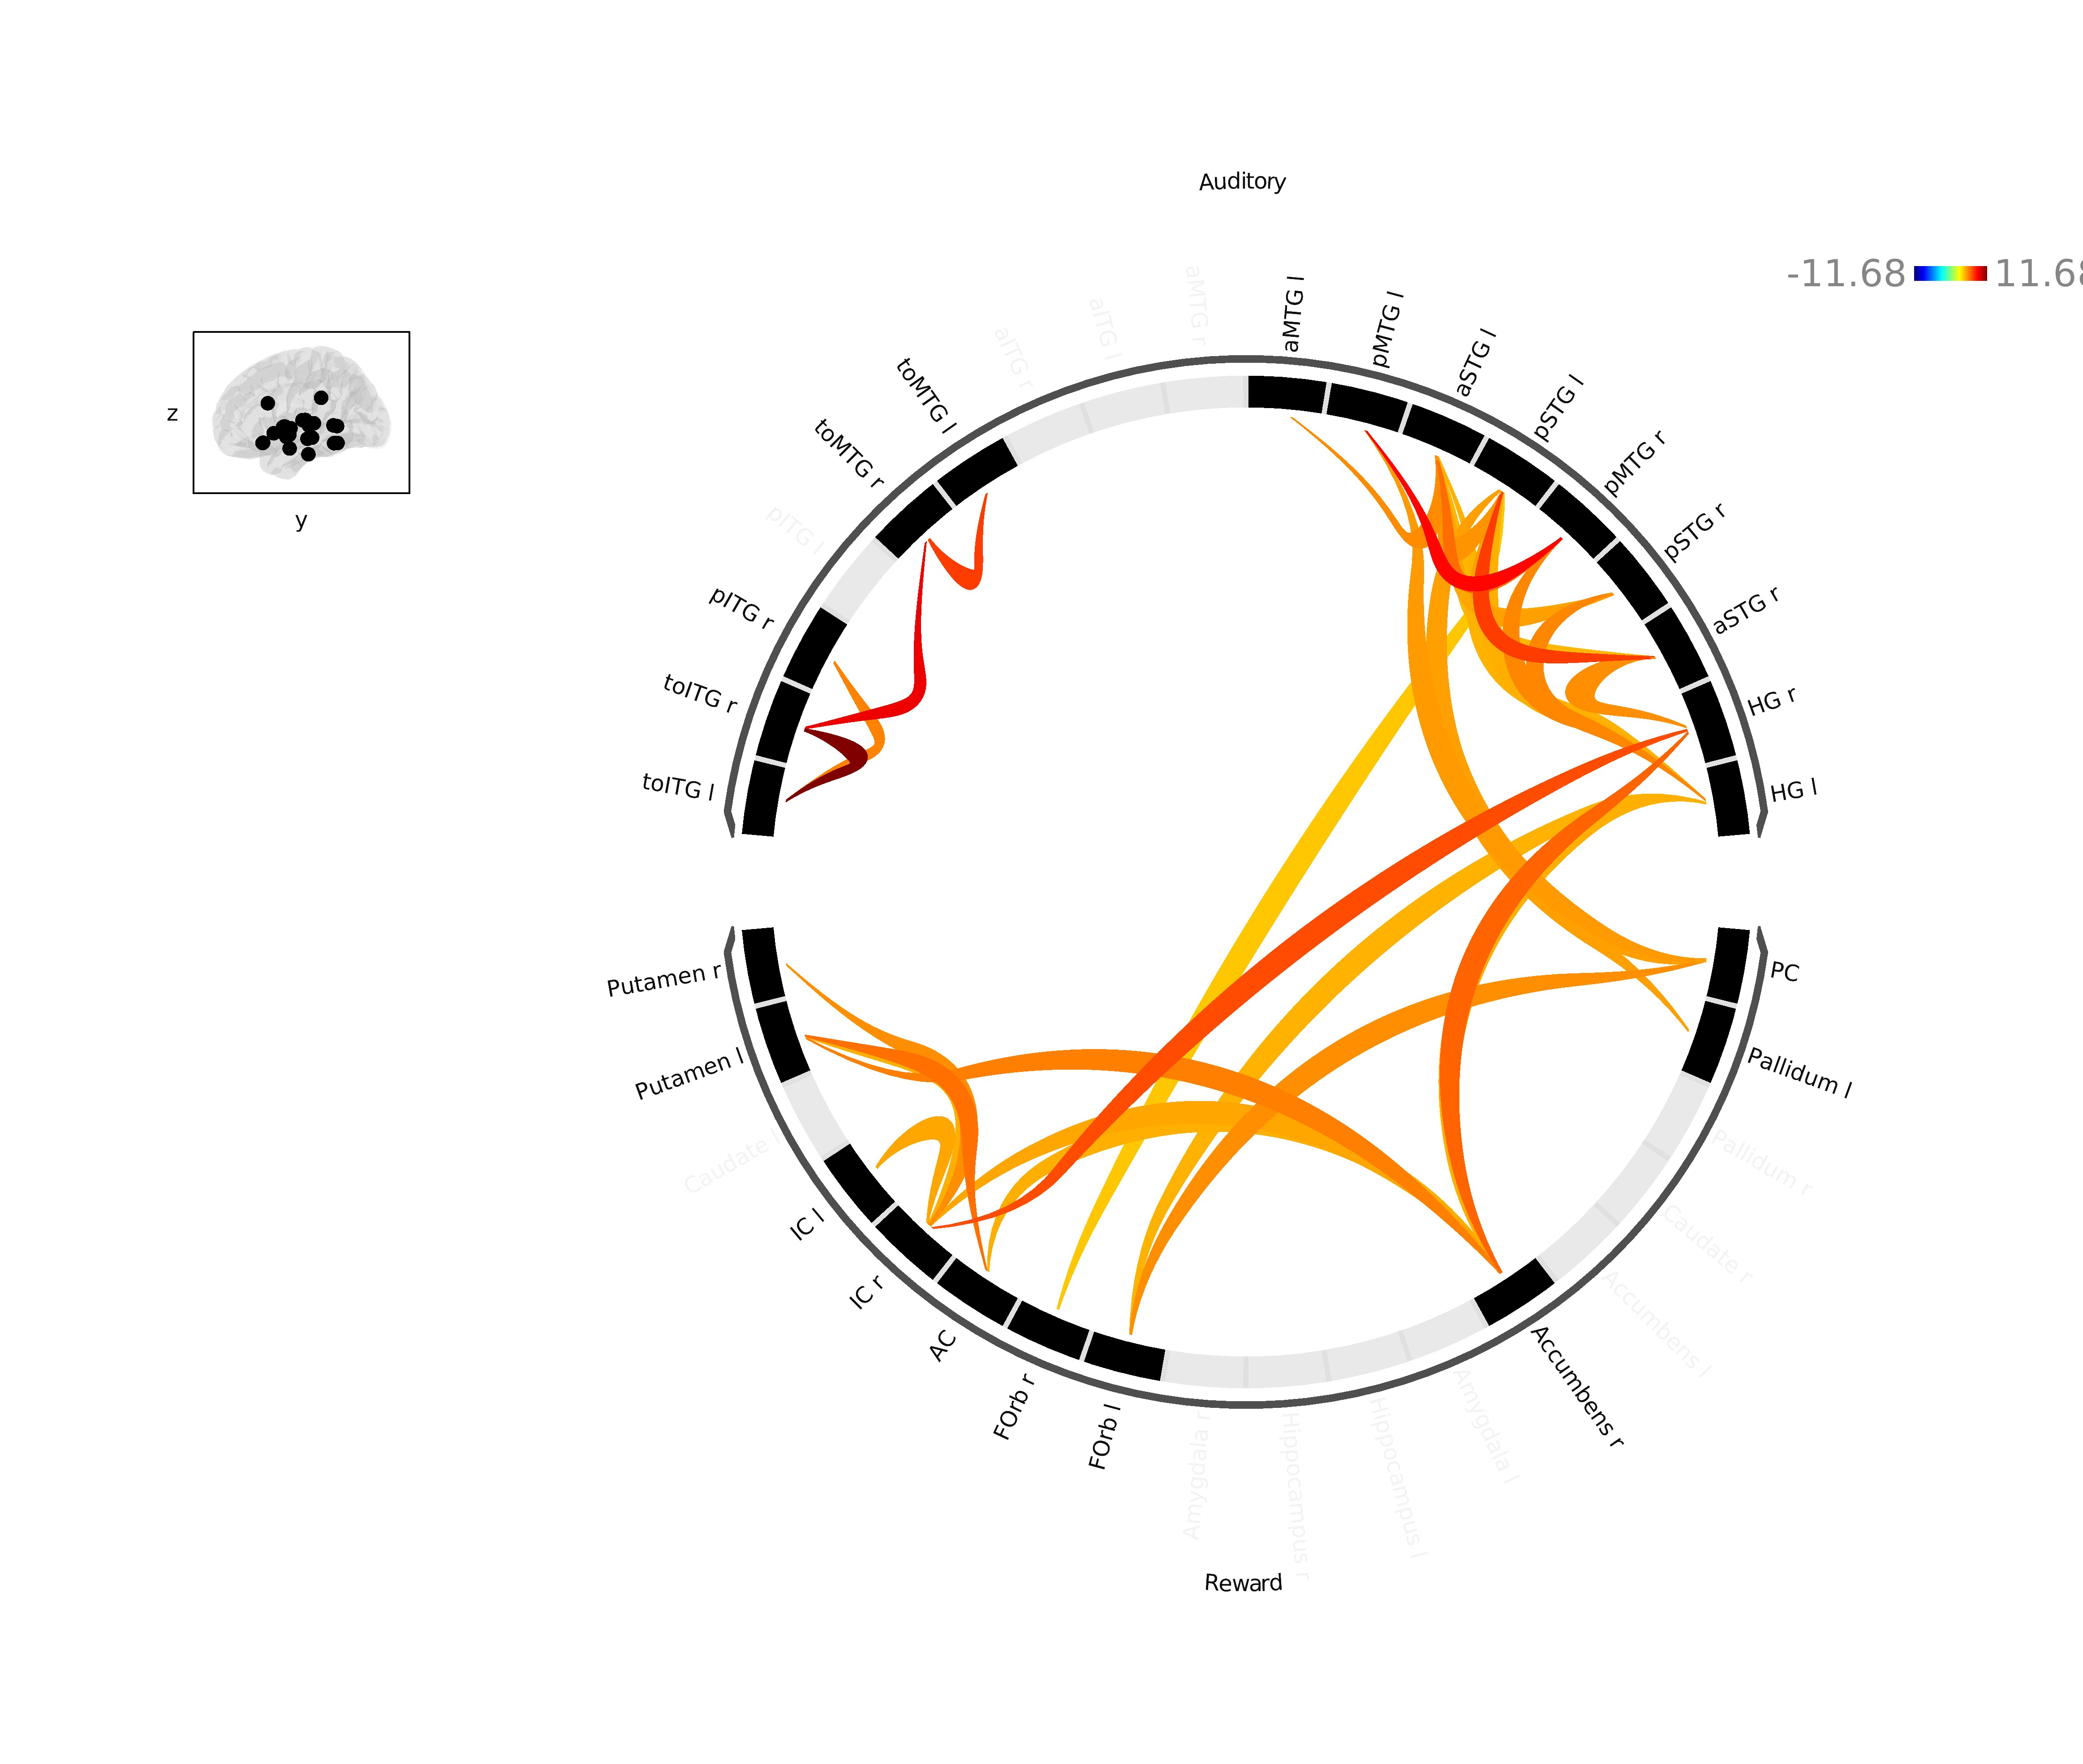 Auditory
-11.68
11.68
z
y
aMTG l
pMTG l
aSTG l
pSTG l
pMTG r
pSTG r
aSTG r
HG r
HG l
aMTG r
aITG l
aITG r
toMTG l
toMTG r
pITG l
pITG r
toITG r
toITG l
PC
Pallidum l
Pallidum r
Caudate r
Accumbens l
Accumbens r
Amygdala l
Hippocampus l
Hippocampus r
Amygdala r
FOrb l
FOrb r
AC
IC r
IC l
Caudate l
Putamen l
Putamen r
Reward